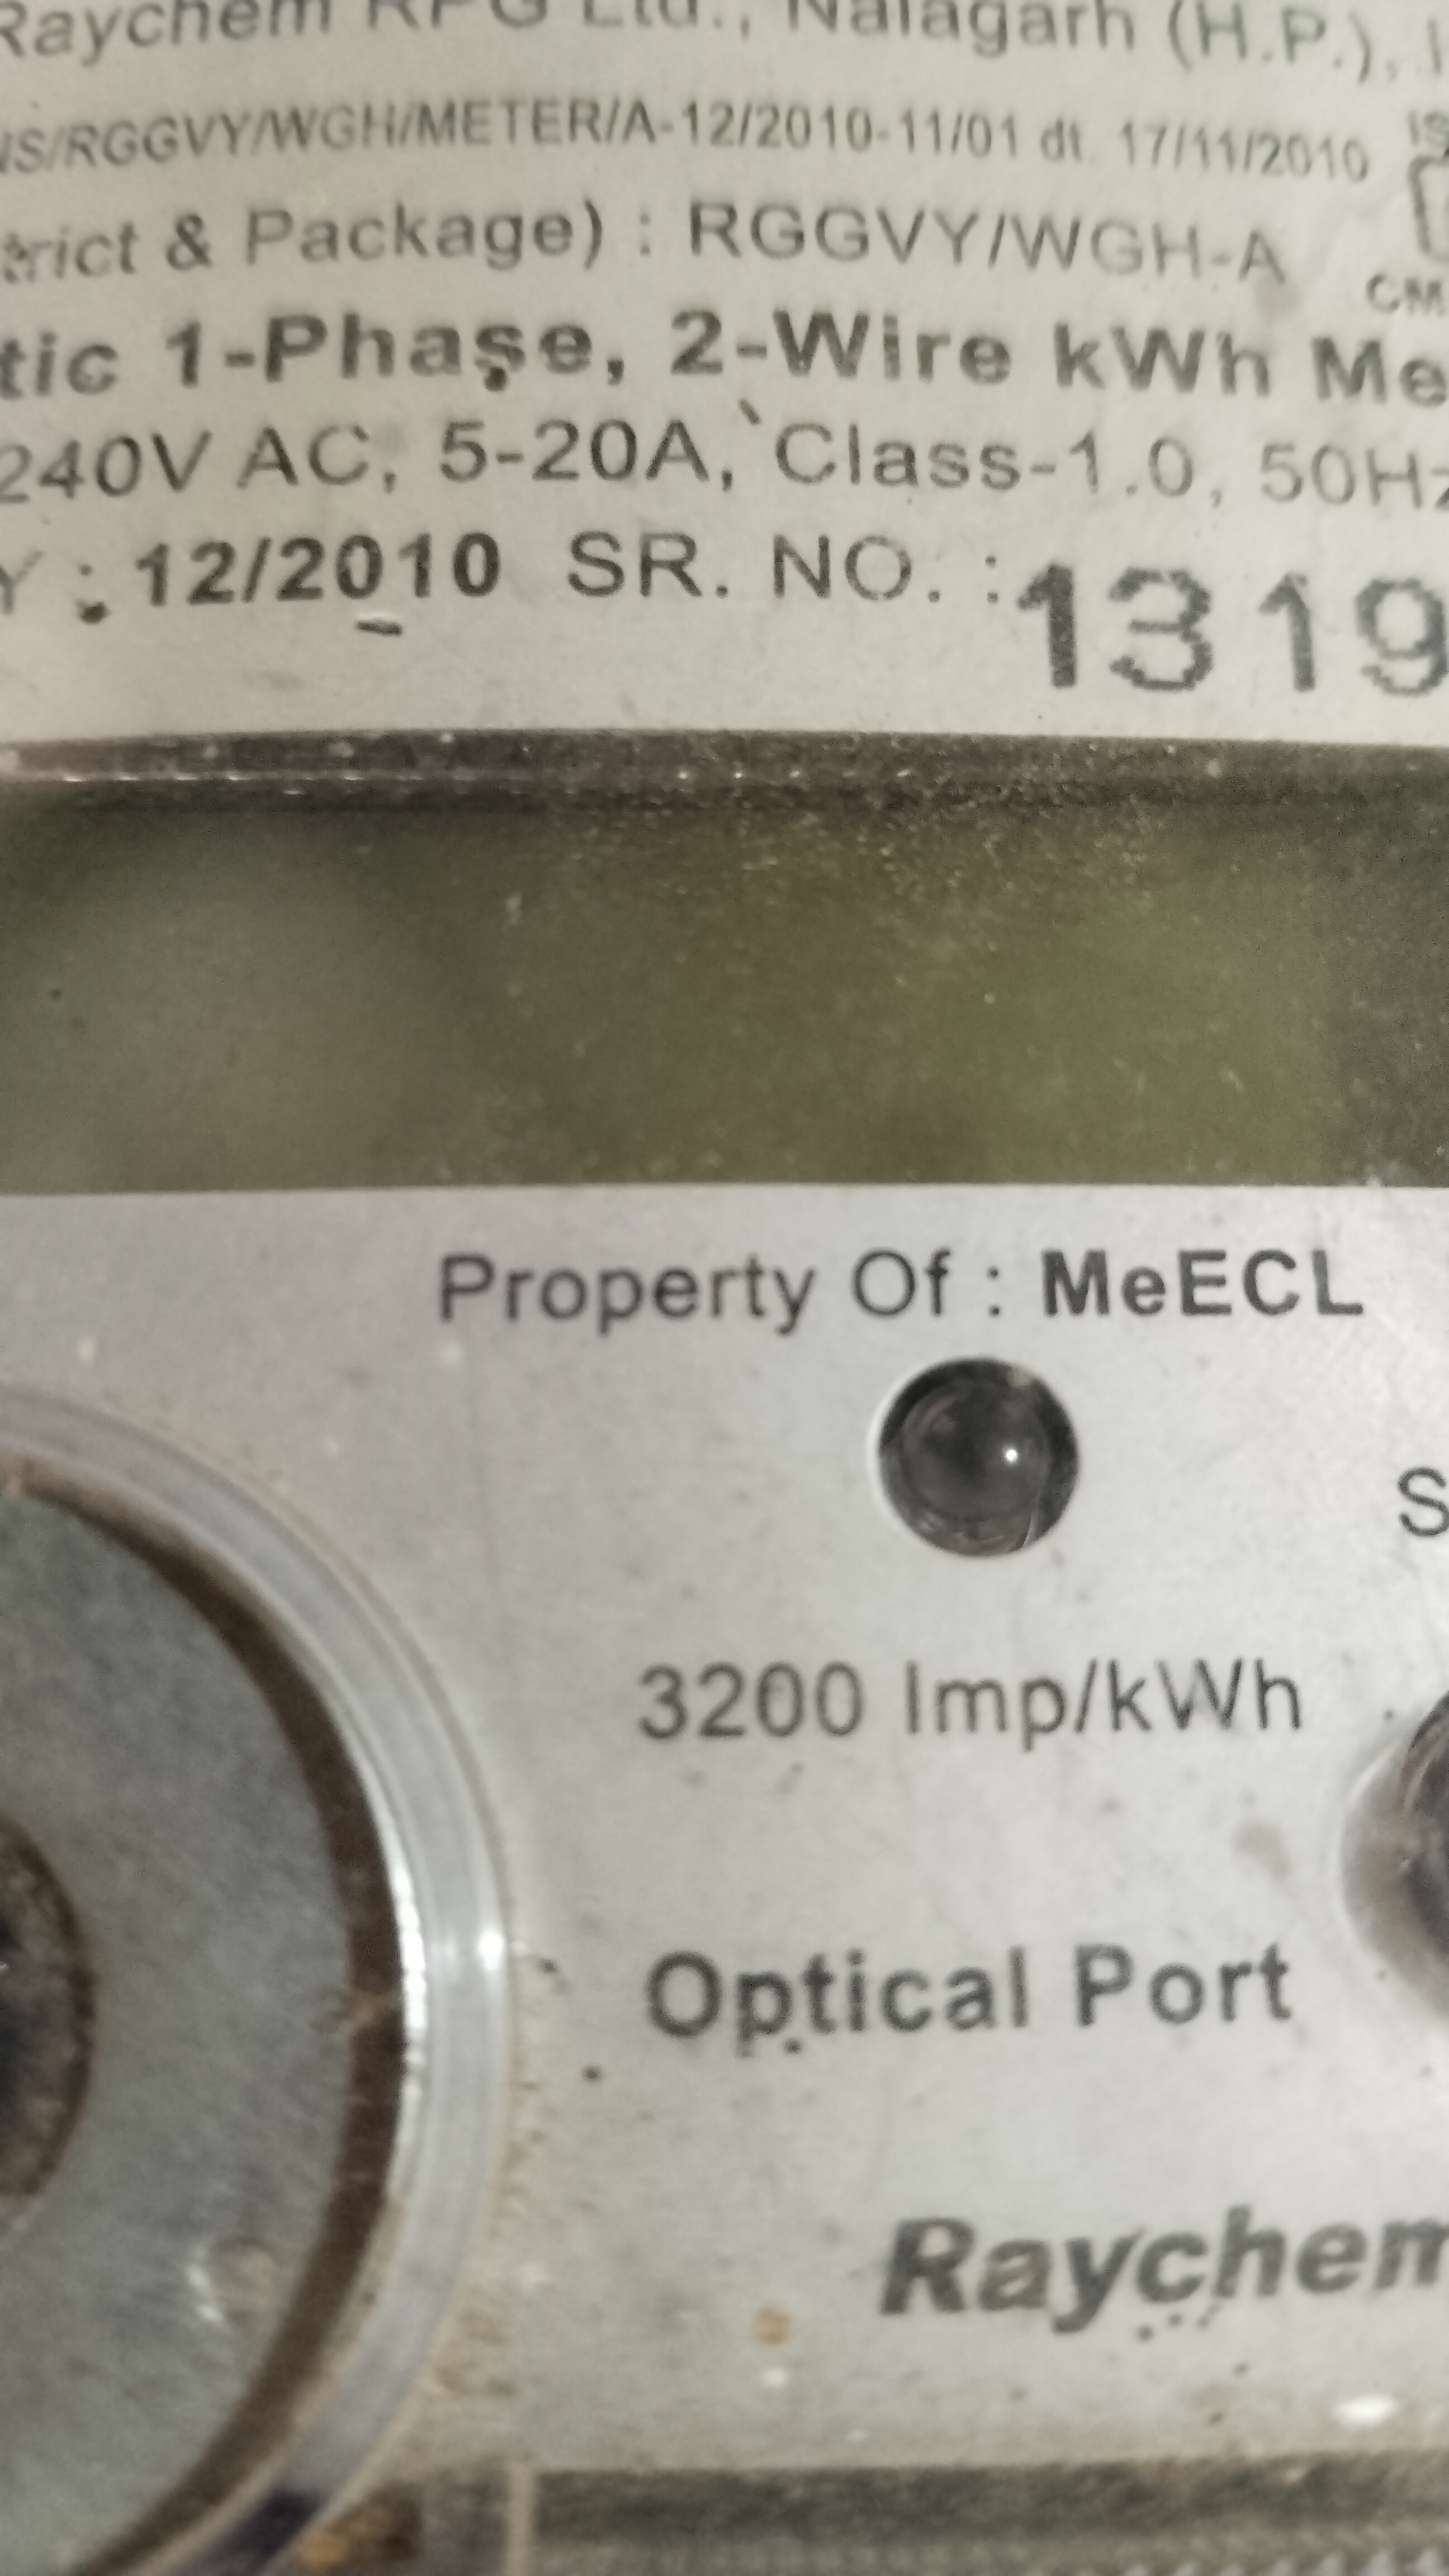 Raychem RPG Ltd., Nalagarh (H.P.), I
NS/RGGVY/WGH/METER/A-12/2010-11/01 dt. 17/11/2010
IS
trict & Package) : RGGVY/WGH-A
CM
tic 1-Phase, 2-Wire kWh Me
240V AC, 5-20A, Class-1.0, 50Hz
Y : 12/2010 SR. NO. : 1319
Property Of : MeECL
S
3200 Imp/kWh
Optical Port
Raychem